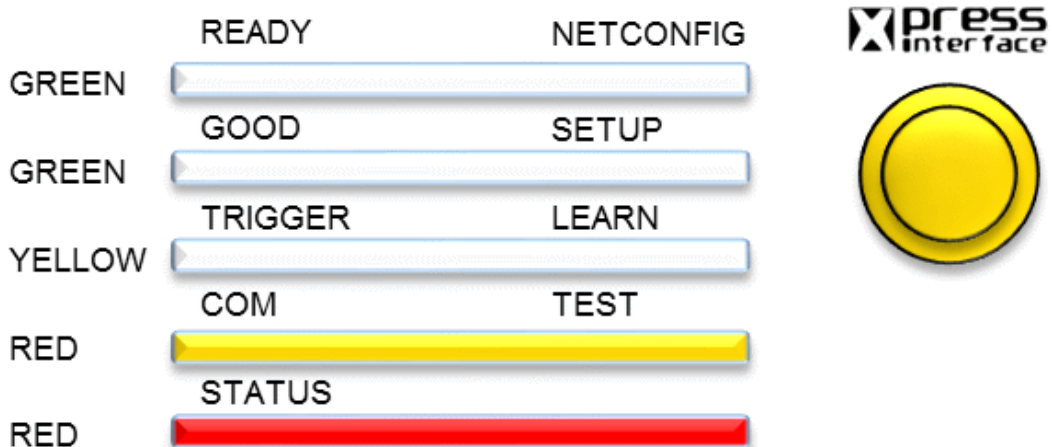 READY NETCONFIG
Xpress
interface
GREEN
GOOD SETUP
GREEN
TRIGGER LEARN
YELLOW
COM TEST
RED
STATUS
RED